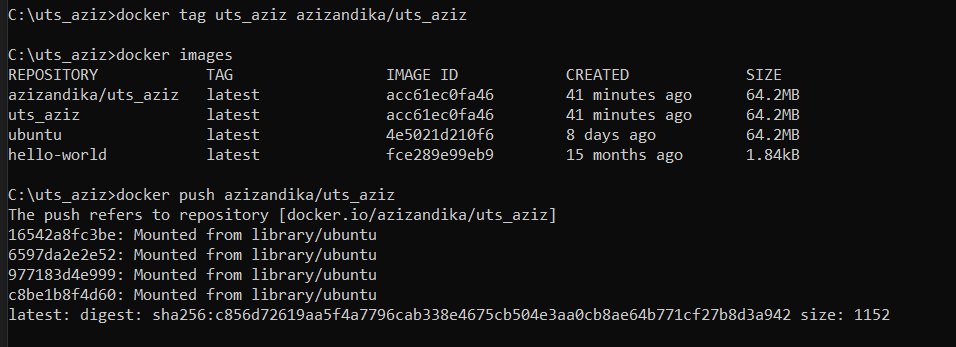 C:\uts_aziz>docker tag uts_aziz azizandika/uts_aziz
C:\uts_aziz>docker images
REPOSITORY TAG IMAGE ID CREATED SIZE
azizandika/uts_aziz latest acc61ec0fa46 41 minutes ago 64.2MB
uts_aziz latest acc61ec0fa46 41 minutes ago 64.2MB
ubuntu latest 4e5021d210f6 8 days ago 64.2MB
hello-world latest fce289e99eb9 15 months ago 1.84kB
C:\uts_aziz>docker push azizandika/uts_aziz
The push refers to repository [docker.io/azizandika/uts_aziz]
16542a8fc3be: Mounted from library/ubuntu
6597da2e2e52: Mounted from library/ubuntu
977183d4e999: Mounted from library/ubuntu
c8be1b8f4d60: Mounted from library/ubuntu
latest: digest: sha256:c856d72619aa5f4a7796cab338e4675cb504e3aa0cb8ae64b771cf27b8d3a942 size: 1152